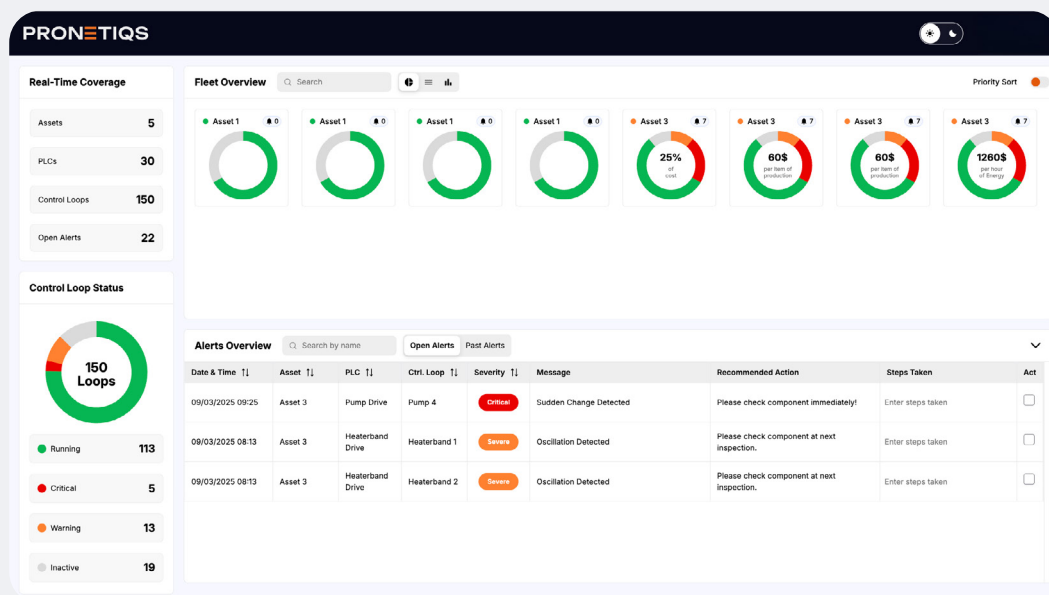 PRONETIQS
Real-Time Coverage
Assets 5
PLCs 30
Control Loops 150
Open Alerts 22
Control Loop Status
150
Loops
Running 113
Critical 5
Warning 13
Inactive 19
Fleet Overview Search Priority Sort
Asset 1 0
Asset 1 0
Asset 1 0
Asset 1 0
Asset 3 7
25%
of
cost
Asset 3 7
60$
per item of
production
Asset 3 7
60$
per item of
production
Asset 3 7
1260$
per hour
of Energy
Alerts Overview Search by name Open Alerts Past Alerts
Date & Time Asset PLC Ctrl. Loop Severity Message Recommended Action Steps Taken Act
09/03/2025 09:25 Asset 3 Pump Drive Pump 4 Critical Sudden Change Detected Please check component immediately! Enter steps taken
09/03/2025 08:13 Asset 3 Heaterband Drive Heaterband 1 Severe Oscillation Detected Please check component at next inspection. Enter steps taken
09/03/2025 08:13 Asset 3 Heaterband Drive Heaterband 2 Severe Oscillation Detected Please check component at next inspection. Enter steps taken